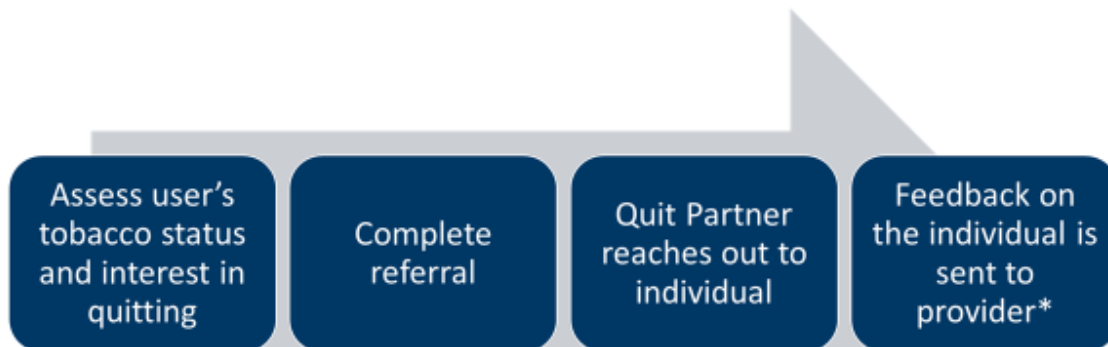 Assess user’s
tobacco status
and interest in
quitting
Complete
referral
Quit Partner
reaches out to
individual
Feedback on
the individual is
sent to
provider*